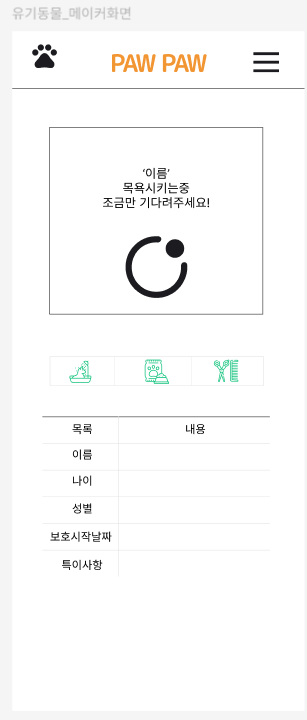 유기동물_메이커화면
PAW PAW
‘이름’
목욕시키는중
조금만 기다려주세요!
목록 내용
이름
나이
성별
보호시작날짜
특이사항